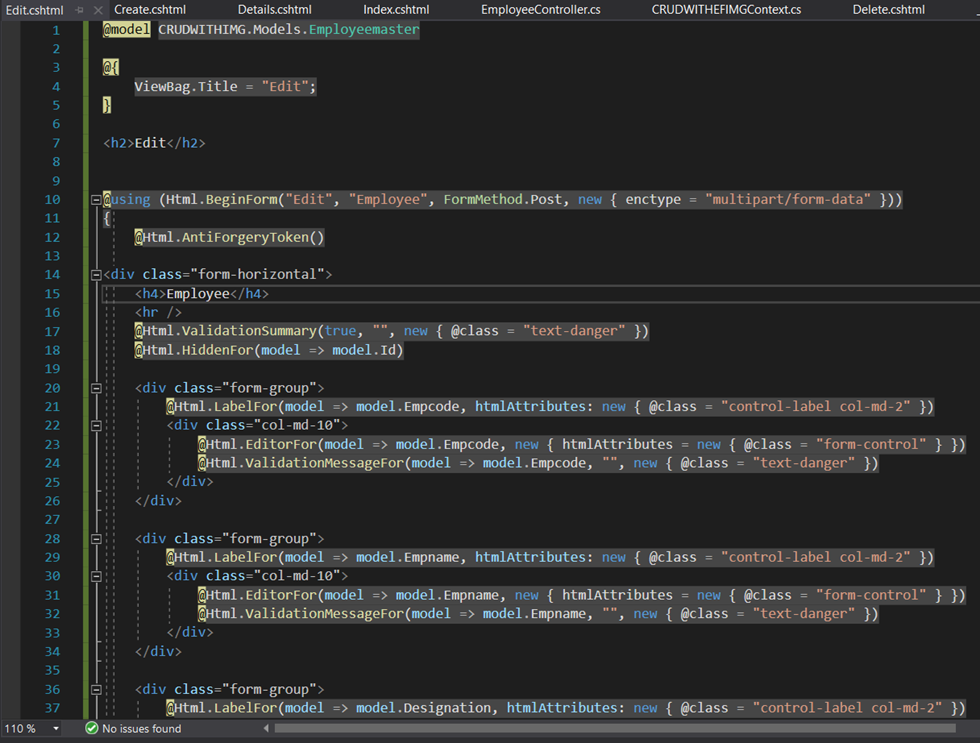 Edit.cshtml Create.cshtml Details.cshtml Index.cshtml EmployeeController.cs CRUDWITHEFIMGContext.cs Delete.cshtml
1 @model CRUDWITHIMG.Models.Employeemaster
2
3 @{
4 ViewBag.Title = "Edit";
5 }
6
7 <h2>Edit</h2>
8
9
10 @using (Html.BeginForm("Edit", "Employee", FormMethod.Post, new { enctype = "multipart/form-data" }))
11 {
12 @Html.AntiForgeryToken()
13
14 <div class="form-horizontal">
15 <h4>Employee</h4>
16 <hr />
17 @Html.ValidationSummary(true, "", new { @class = "text-danger" })
18 @Html.HiddenFor(model => model.Id)
19
20 <div class="form-group">
21 @Html.LabelFor(model => model.Empcode, htmlAttributes: new { @class = "control-label col-md-2" })
22 <div class="col-md-10">
23 @Html.EditorFor(model => model.Empcode, new { htmlAttributes = new { @class = "form-control" } })
24 @Html.ValidationMessageFor(model => model.Empcode, "", new { @class = "text-danger" })
25 </div>
26 </div>
27
28 <div class="form-group">
29 @Html.LabelFor(model => model.Empname, htmlAttributes: new { @class = "control-label col-md-2" })
30 <div class="col-md-10">
31 @Html.EditorFor(model => model.Empname, new { htmlAttributes = new { @class = "form-control" } })
32 @Html.ValidationMessageFor(model => model.Empname, "", new { @class = "text-danger" })
33 </div>
34 </div>
35
36 <div class="form-group">
37 @Html.LabelFor(model => model.Designation, htmlAttributes: new { @class = "control-label col-md-2" })
110 % No issues found